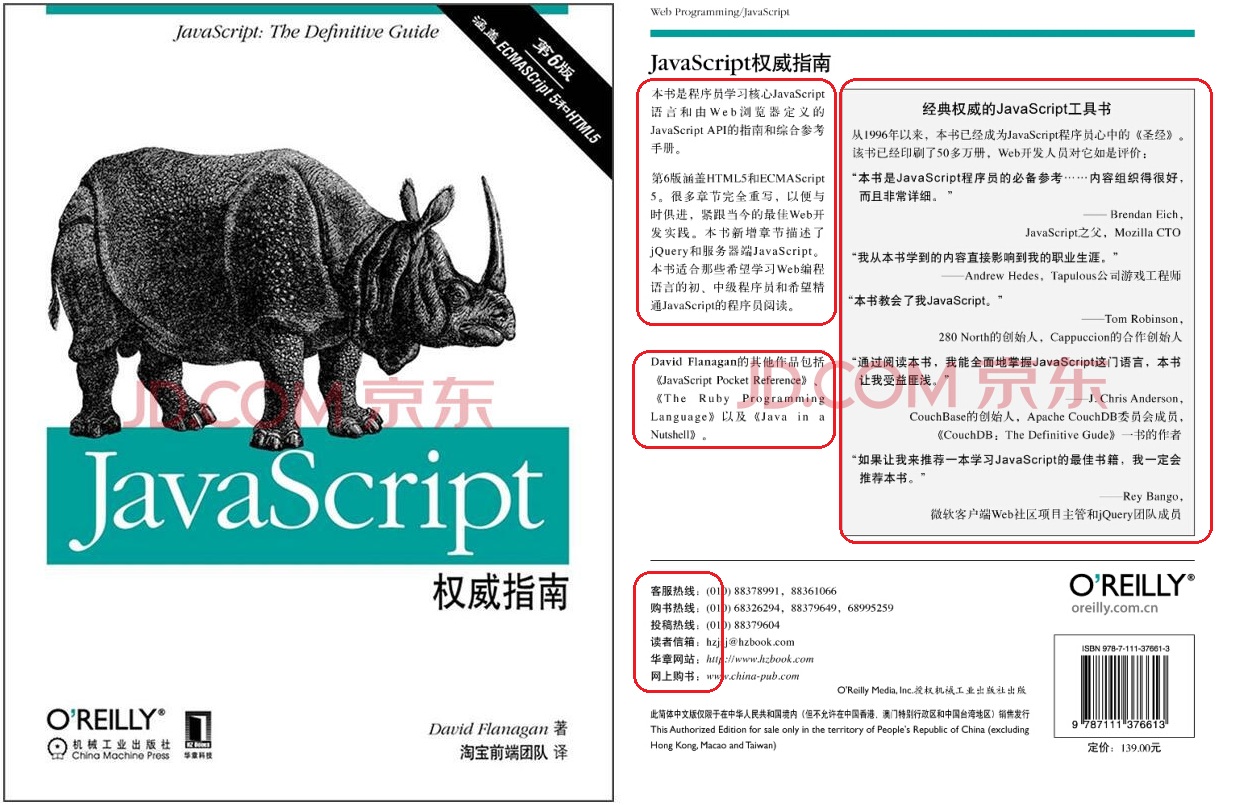 JavaScript: The Definitive Guide
第6版
涵盖 ECMAScript 5和HTML5
JD.COM 京东
JavaScript
权威指南
O'REILLY®
机械工业出版社
China Machine Press
HZ BOOKS
华章科技
David Flanagan 著
淘宝前端团队 译
Web Programming/JavaScript
JavaScript权威指南
本书是程序员学习核心JavaScript
语言和由Web浏览器定义的
JavaScript API的指南和综合参考
手册。
第6版涵盖HTML5和ECMAScript
5。很多章节完全重写，以便与
时俱进，紧跟当今的最佳Web开
发实践。本书新增章节描述了
jQuery和服务器端JavaScript。
本书适合那些希望学习Web编程
语言的初、中级程序员和希望精
通JavaScript的程序员阅读。
David Flanagan的其他作品包括
《JavaScript Pocket Reference》、
《The Ruby Programming
Language》以及《Java in a
Nutshell》。
经典权威的JavaScript工具书
从1996年以来，本书已经成为JavaScript程序员心中的《圣经》。
该书已经印刷了50多万册，Web开发人员对它如是评价：
“本书是JavaScript程序员的必备参考……内容组织得很好，
而且非常详细。”
—— Brendan Eich，
JavaScript之父，Mozilla CTO
“我从本书学到的内容直接影响到我的职业生涯。”
——Andrew Hedes, Tapulous公司游戏工程师
“本书教会了我JavaScript。”
——Tom Robinson，
280 North的创始人，Cappuccion的合作创始人
“通过阅读本书，我能全面地掌握JavaScript这门语言，本书
让我受益匪浅。”
——J. Chris Anderson，
CouchBase的创始人，Apache CouchDB委员会成员，
《CouchDB：The Definitive Gude》一书的作者
“如果让我来推荐一本学习JavaScript的最佳书籍，我一定会
推荐本书。”
——Rey Bango，
微软客户端Web社区项目主管和jQuery团队成员
JD.COM 京东
客服热线：(010) 88378991，88361066
购书热线：(010) 68326294，88379649，68995259
投稿热线：(010) 88379604
读者信箱：hzjsj@hzbook.com
华章网站：http://www.hzbook.com
网上购书：www.china-pub.com
O'REILLY®
oreilly.com.cn
O'Reilly Media, Inc.授权机械工业出版社出版
此简体中文版仅限于在中华人民共和国境内（但不允许在中国香港、澳门特别行政区和中国台湾地区）销售发行
This Authorized Edition for sale only in the territory of People's Republic of China (excluding
Hong Kong, Macao and Taiwan)
ISBN 978-7-111-37661-3
9 787111 376613
定价：139.00元